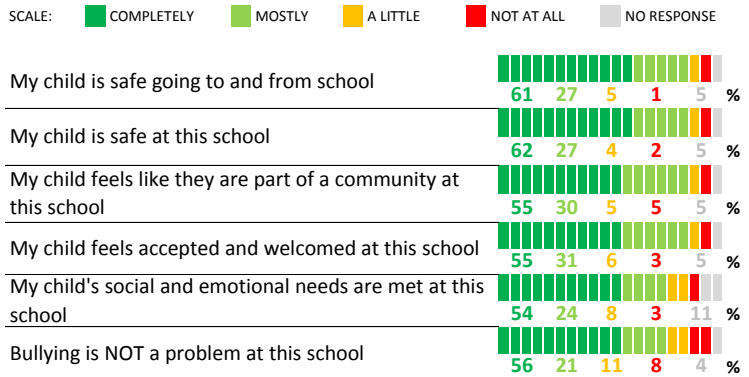 SCALE: COMPLETELY MOSTLY A LITTLE NOT AT ALL NO RESPONSE
My child is safe going to and from school
61 27 5 1 5 %
My child is safe at this school
62 27 4 2 5 %
My child feels like they are part of a community at
this school
55 30 5 5 5 %
My child feels accepted and welcomed at this school
55 31 6 3 5 %
My child's social and emotional needs are met at this
school
54 24 8 3 11 %
Bullying is NOT a problem at this school
56 21 11 8 4 %